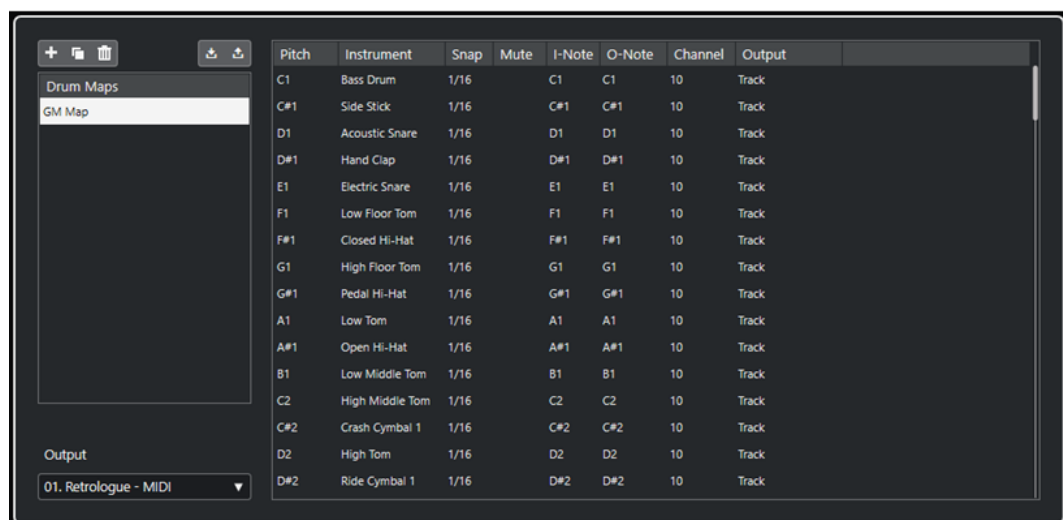 Drum Maps
GM Map
Output
01. Retrologue - MIDI
Pitch Instrument Snap Mute I-Note O-Note Channel Output
C1 Bass Drum 1/16 C1 C1 10 Track
C#1 Side Stick 1/16 C#1 C#1 10 Track
D1 Acoustic Snare 1/16 D1 D1 10 Track
D#1 Hand Clap 1/16 D#1 D#1 10 Track
E1 Electric Snare 1/16 E1 E1 10 Track
F1 Low Floor Tom 1/16 F1 F1 10 Track
F#1 Closed Hi-Hat 1/16 F#1 F#1 10 Track
G1 High Floor Tom 1/16 G1 G1 10 Track
G#1 Pedal Hi-Hat 1/16 G#1 G#1 10 Track
A1 Low Tom 1/16 A1 A1 10 Track
A#1 Open Hi-Hat 1/16 A#1 A#1 10 Track
B1 Low Middle Tom 1/16 B1 B1 10 Track
C2 High Middle Tom 1/16 C2 C2 10 Track
C#2 Crash Cymbal 1 1/16 C#2 C#2 10 Track
D2 High Tom 1/16 D2 D2 10 Track
D#2 Ride Cymbal 1 1/16 D#2 D#2 10 Track